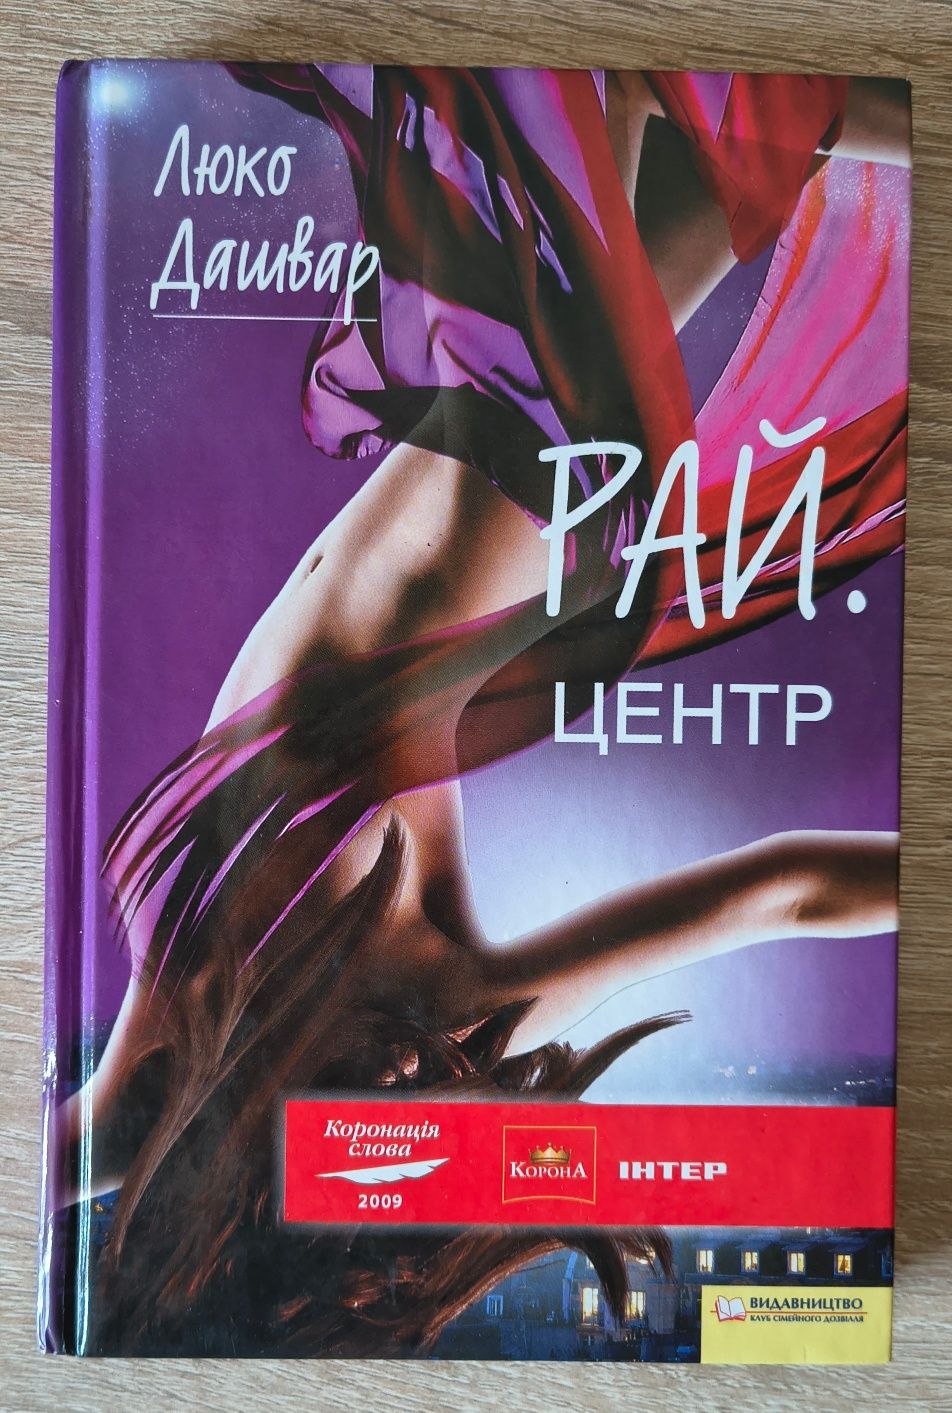 Люко
Дашвар
РАЙ.
ЦЕНТР
Коронація
слова
2009
КОРОНА
ІНТЕР
ВИДАВНИЦТВО
КЛУБ СІМЕЙНОГО ДОЗВІЛЛЯ